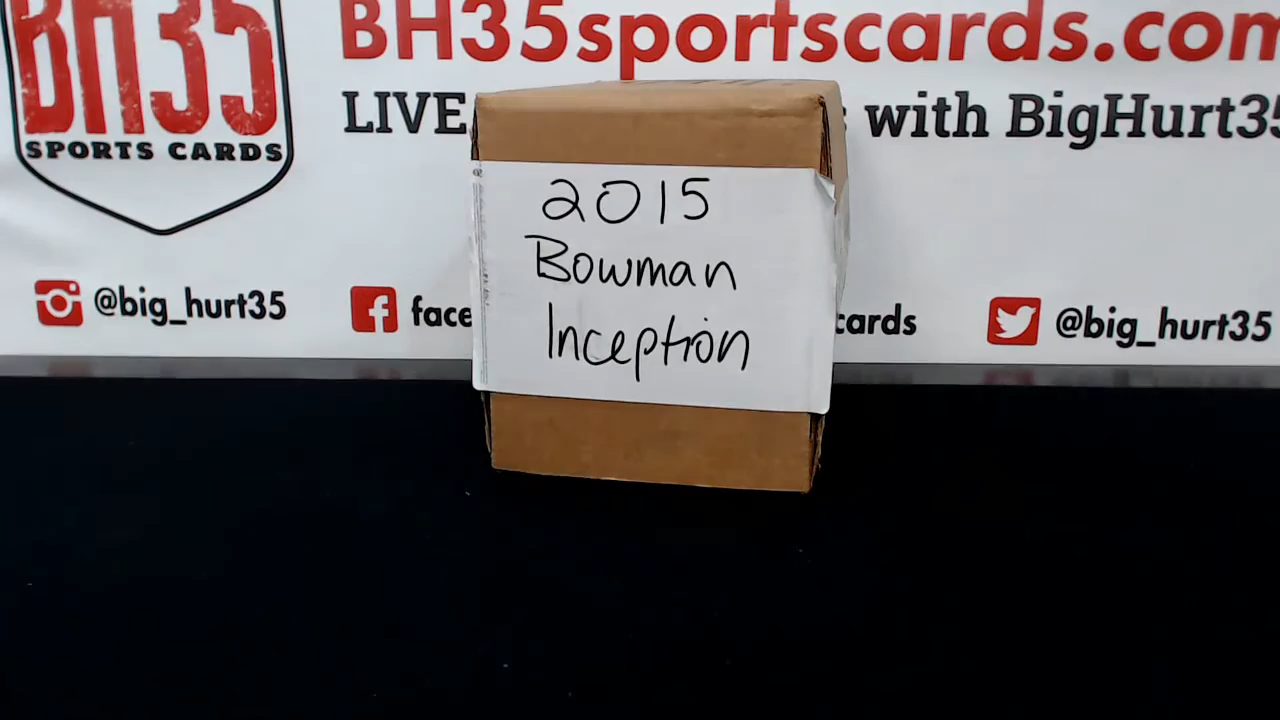 BH35
SPORTS CARDS
BH35sportscards.com
LIVE with BigHurt35
@big_hurt35
face cards
@big_hurt35
2015
Bowman
Inception